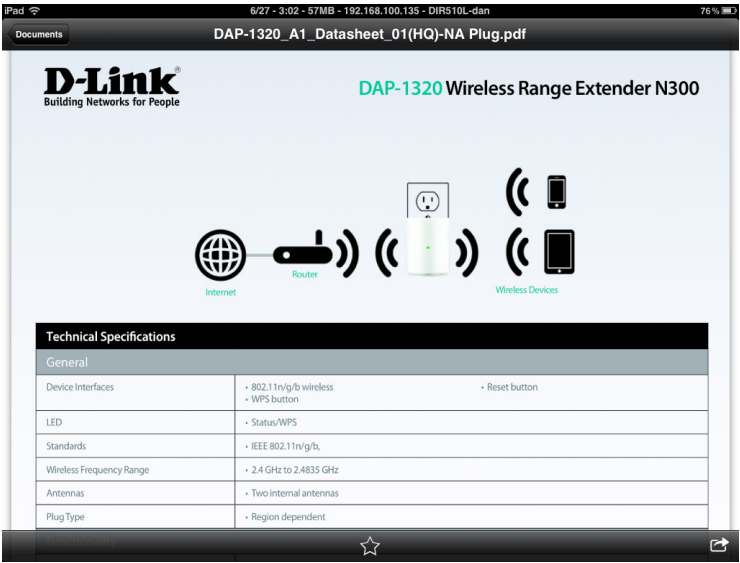 iPad 6/27 - 3:02 - 57MB - 192.168.100.135 - DIR510L-dan 76%
Documents DAP-1320_A1_Datasheet_01(HQ)-NA Plug.pdf
D-Link®
Building Networks for People
DAP-1320 Wireless Range Extender N300
Router
Internet
Wireless Devices
Technical Specifications
General
Device Interfaces • 802.11n/g/b wireless • Reset button
• WPS button
LED • Status/WPS
Standards • IEEE 802.11n/g/b,
Wireless Frequency Range • 2.4 GHz to 2.4835 GHz
Antennas • Two internal antennas
Plug Type • Region dependent
Functionality